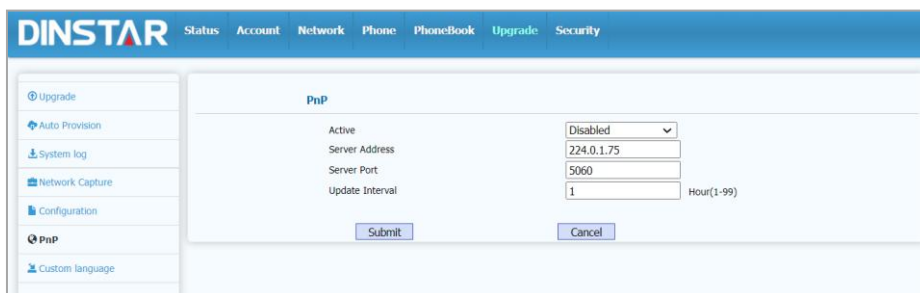 DINSTAR Status Account Network Phone PhoneBook Upgrade Security
Upgrade
Auto Provision
System log
Network Capture
Configuration
PnP
Custom language
PnP
Active Disabled
Server Address 224.0.1.75
Server Port 5060
Update Interval 1 Hour(1-99)
Submit Cancel